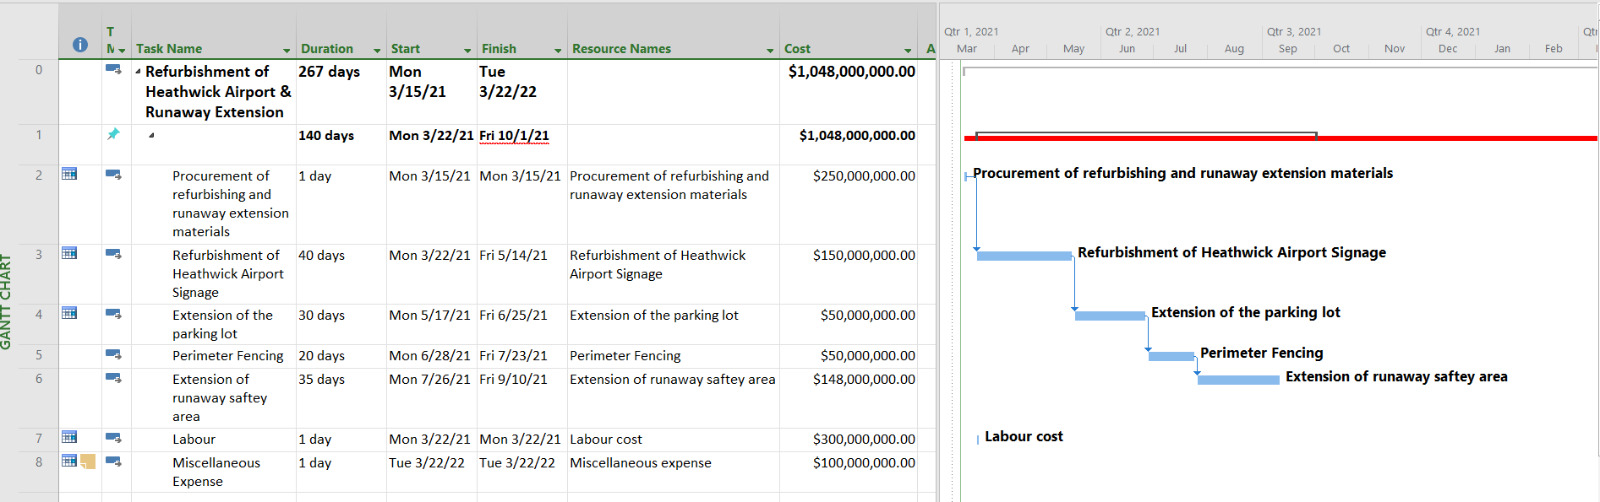 Qtr 1, 2021 Qtr 2, 2021 Qtr 3, 2021 Qtr 4, 2021 Qt
T
M Task Name Duration Start Finish Resource Names Cost A Mar Apr May Jun Jul Aug Sep Oct Nov Dec Jan Feb
0 Refurbishment of 267 days Mon Tue $1,048,000,000.00
Heathwick Airport & 3/15/21 3/22/22
Runaway Extension
1 140 days Mon 3/22/21 Fri 10/1/21 $1,048,000,000.00
2 Procurement of 1 day Mon 3/15/21 Mon 3/15/21 Procurement of refurbishing and $250,000,000.00 Procurement of refurbishing and runaway extension materials
refurbishing and runaway extension materials
runaway extension
materials
3 Refurbishment of 40 days Mon 3/22/21 Fri 5/14/21 Refurbishment of Heathwick $150,000,000.00 Refurbishment of Heathwick Airport Signage
Heathwick Airport Airport Signage
Signage
4 Extension of the 30 days Mon 5/17/21 Fri 6/25/21 Extension of the parking lot $50,000,000.00 Extension of the parking lot
parking lot
5 Perimeter Fencing 20 days Mon 6/28/21 Fri 7/23/21 Perimeter Fencing $50,000,000.00 Perimeter Fencing
6 Extension of 35 days Mon 7/26/21 Fri 9/10/21 Extension of runaway saftey area $148,000,000.00 Extension of runaway saftey area
runaway saftey
area
7 Labour 1 day Mon 3/22/21 Mon 3/22/21 Labour cost $300,000,000.00 Labour cost
8 Miscellaneous 1 day Tue 3/22/22 Tue 3/22/22 Miscellaneous expense $100,000,000.00
Expense
GANTT CHART